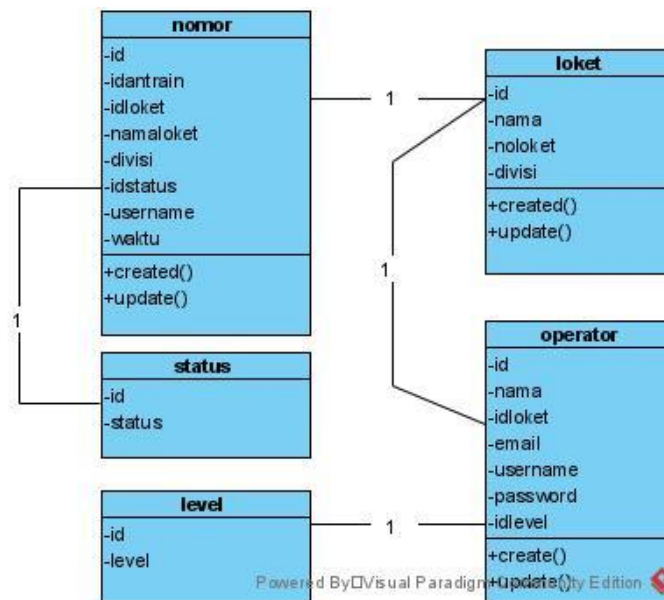 nomor
-id
-idantrain
-idloket
-namaloket
-divisi
-idstatus
-username
-waktu
+created()
+update()
1
loket
-id
-nama
-noloket
-divisi
+created()
+update()
1
1
status
-id
-status
operator
-id
-nama
-idloket
-email
-username
-password
-idlevel
+create()
+update()
level
-id
-level
1
Powered By Visual Paradigm Community Edition